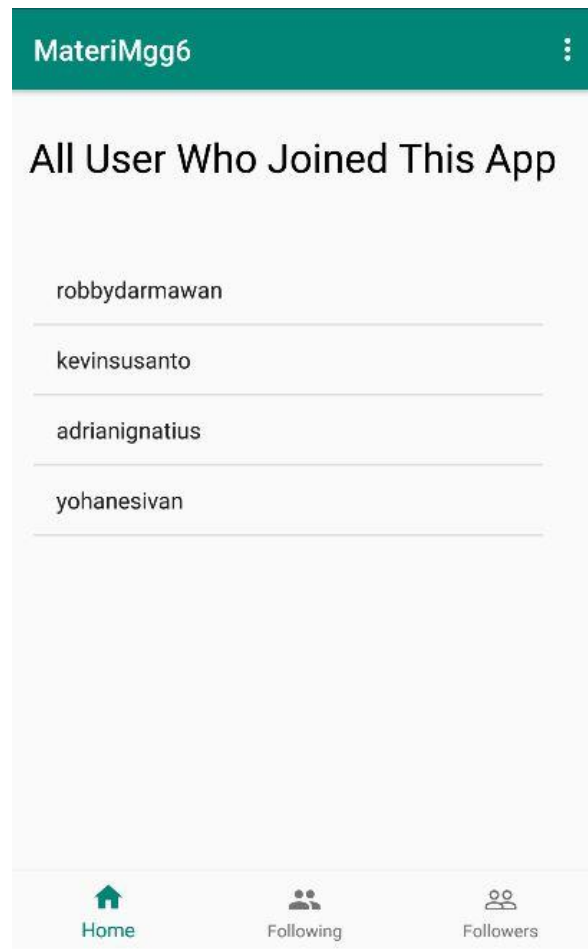 MateriMgg6
All User Who Joined This App
robbydarmawan
kevinsusanto
adrianignatius
yohanesivan
Home Following Followers